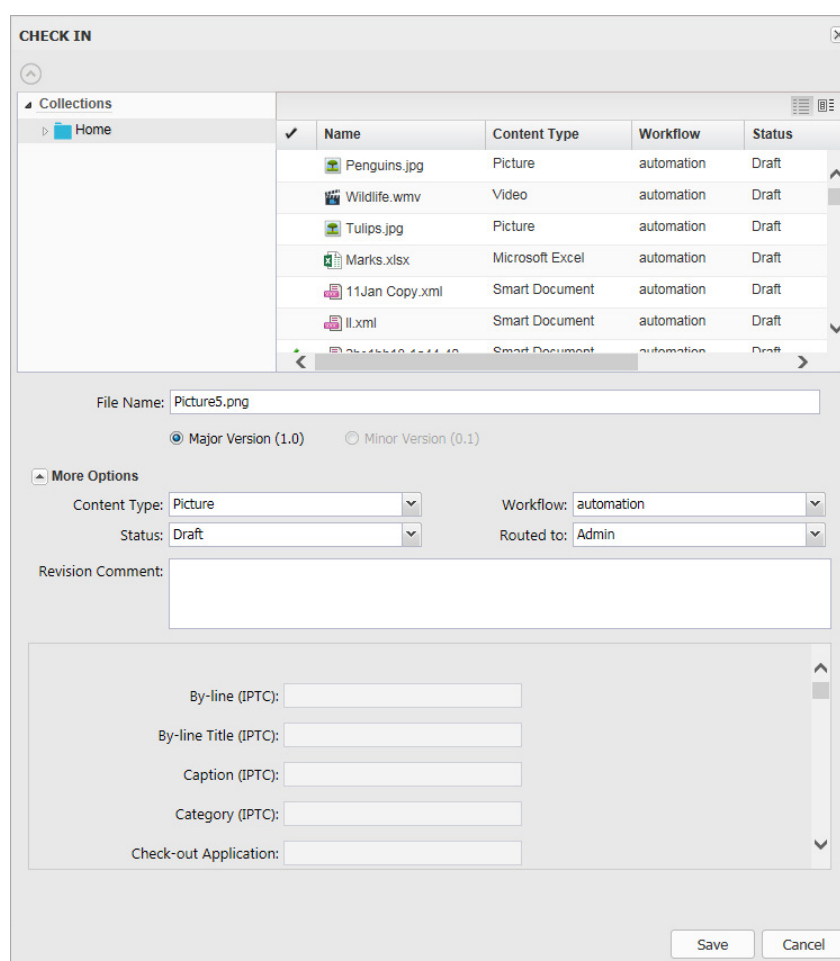 CHECK IN
Collections
Home
Name Content Type Workflow Status
Penguins.jpg Picture automation Draft
Wildlife.wmv Video automation Draft
Tulips.jpg Picture automation Draft
Marks.xlsx Microsoft Excel automation Draft
11Jan Copy.xml Smart Document automation Draft
ll.xml Smart Document automation Draft
Smart Document automation Draft
File Name: Picture5.png
Major Version (1.0) Minor Version (0.1)
More Options
Content Type: Picture Workflow: automation
Status: Draft Routed to: Admin
Revision Comment:
By-line (IPTC):
By-line Title (IPTC):
Caption (IPTC):
Category (IPTC):
Check-out Application:
Save Cancel